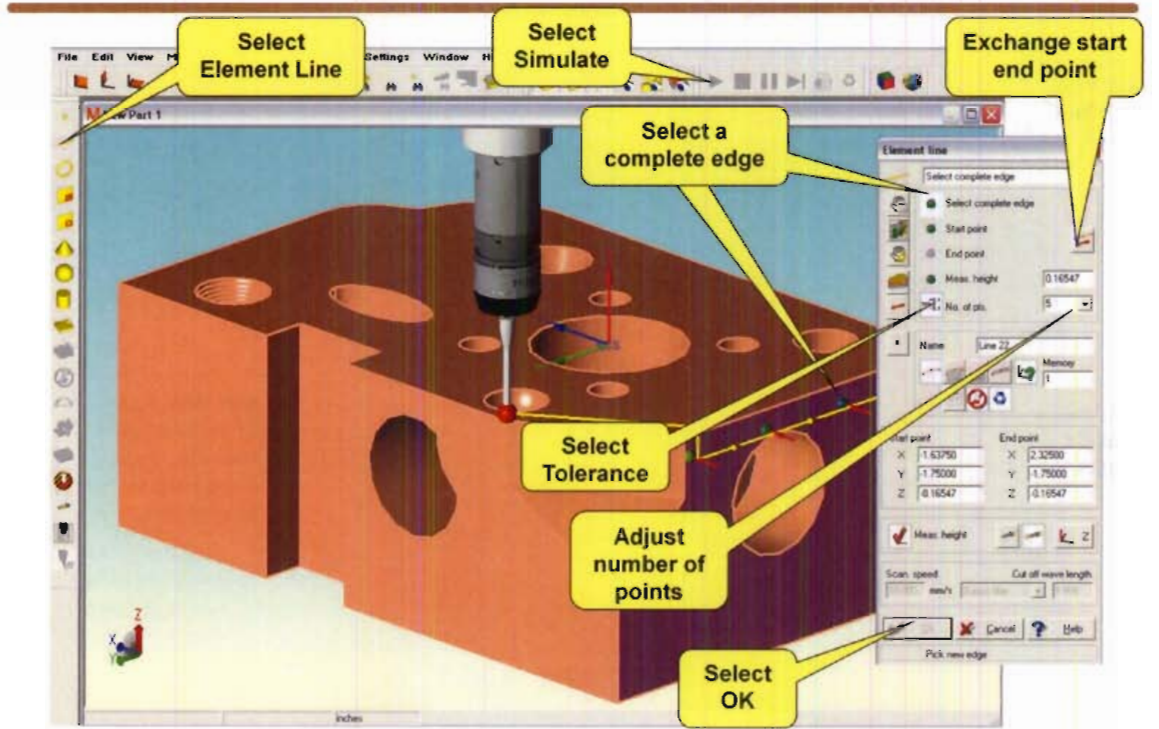 Select
Element Line
Select
Simulate
Exchange start
end point
File Edit View Settings Window
New Part 1
Select a
complete edge
Element line
Select complete edge
Select complete edge
Start point
End point
Meas. height 0.16547
No. of pts. 5
Name Line 22
Memory
1
Select
Tolerance
Start point End point
X -1.63750 X 2.32500
Y -1.75000 Y -1.75000
Z -0.16547 Z -0.16547
Adjust
number of
points
Meas. height Z
Scan. speed Cut off wave length
mm/s
Cancel Help
Pick new edge
Select
OK
Z
X
Y
inches